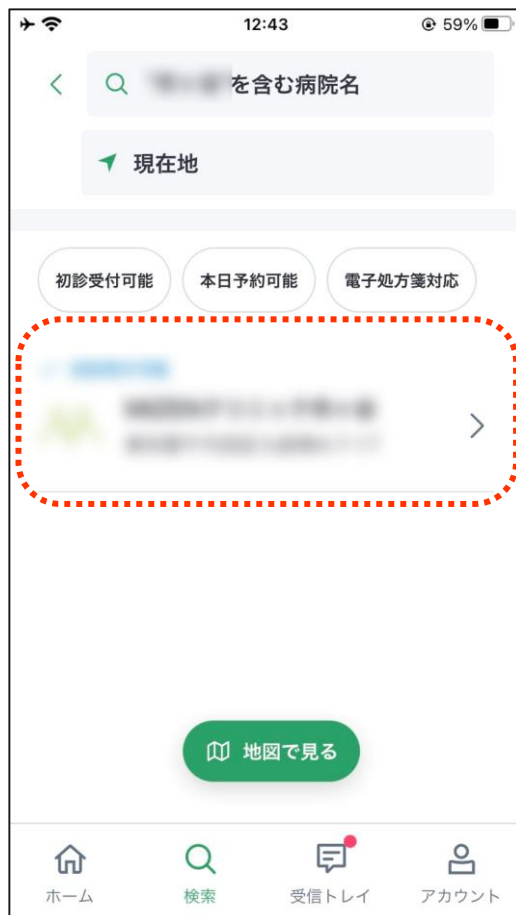 12:43
59%
を含む病院名
現在地
初診受付可能 本日予約可能 電子処方箋対応
地図で見る
ホーム 検索 受信トレイ アカウント